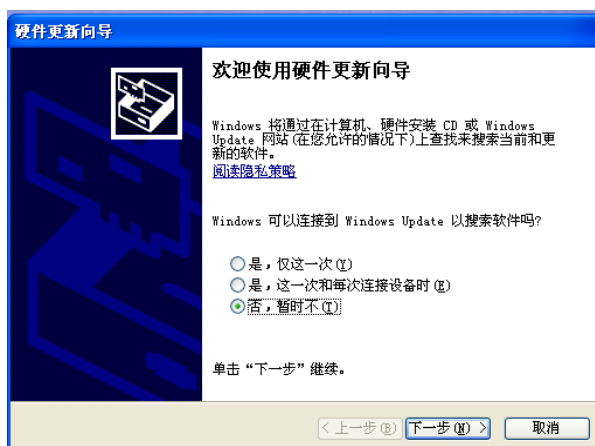 硬件更新向导
欢迎使用硬件更新向导
Windows 将通过在计算机、硬件安装 CD 或 Windows
Update 网站(在您允许的情况下)上查找来搜索当前和更
新的软件。
阅读隐私策略
Windows 可以连接到 Windows Update 以搜索软件吗?
是，仅这一次(Y)
是，这一次和每次连接设备时(E)
否，暂时不(T)
单击“下一步”继续。
< 上一步(B) 下一步(N) > 取消